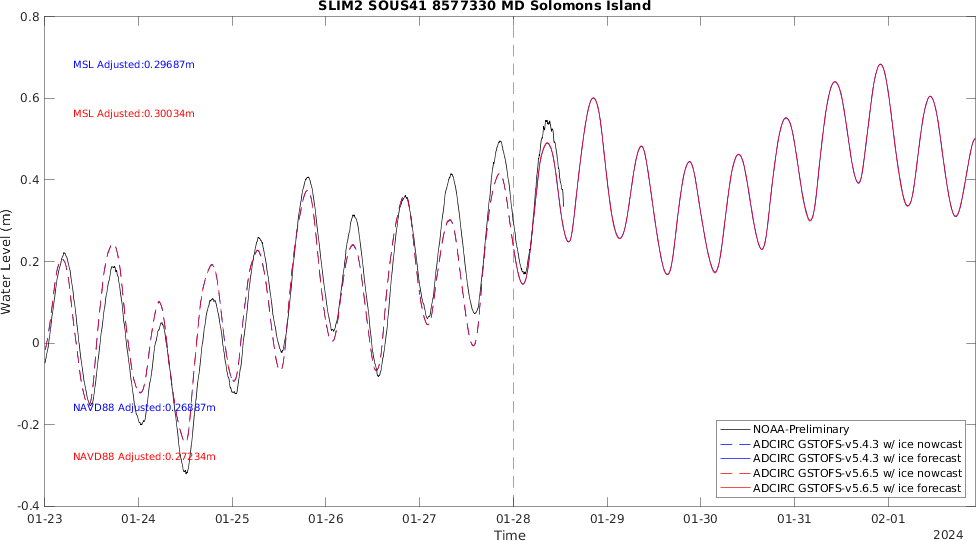 SLIM2 SOUS41 8577330 MD Solomons Island
0.8
MSL Adjusted:0.29687m
0.6
MSL Adjusted:0.30034m
0.4
Water Level (m)
0.2
0
NAVD88 Adjusted:0.26887m
-0.2
NAVD88 Adjusted:0.27234m
-0.4
NOAA-Preliminary
ADCIRC GSTOFS-v5.4.3 w/ ice nowcast
ADCIRC GSTOFS-v5.4.3 w/ ice forecast
ADCIRC GSTOFS-v5.6.5 w/ ice nowcast
ADCIRC GSTOFS-v5.6.5 w/ ice forecast
01-23 01-24 01-25 01-26 01-27 01-28 01-29 01-30 01-31 02-01
Time
2024